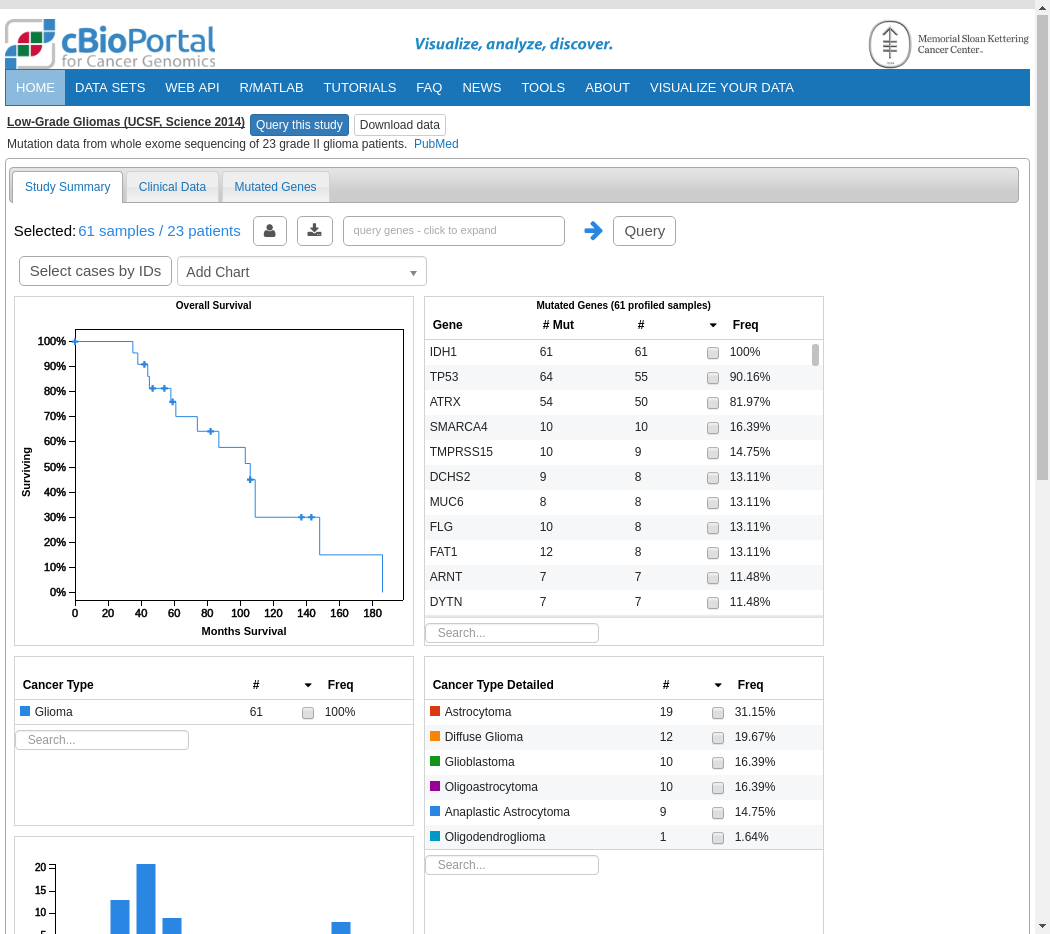 cBioPortal
for Cancer Genomics
Visualize, analyze, discover.
Memorial Sloan Kettering
Cancer Center
HOME DATA SETS WEB API R/MATLAB TUTORIALS FAQ NEWS TOOLS ABOUT VISUALIZE YOUR DATA
Low-Grade Gliomas (UCSF, Science 2014) Query this study Download data
Mutation data from whole exome sequencing of 23 grade II glioma patients. PubMed
Study Summary Clinical Data Mutated Genes
Selected: 61 samples / 23 patients query genes - click to expand Query
Select cases by IDs Add Chart
Overall Survival
100%
90%
80%
70%
60%
50%
40%
30%
20%
10%
0%
Surviving
0 20 40 60 80 100 120 140 160 180
Months Survival
Mutated Genes (61 profiled samples)
Gene # Mut # Freq
IDH1 61 61 100%
TP53 64 55 90.16%
ATRX 54 50 81.97%
SMARCA4 10 10 16.39%
TMPRSS15 10 9 14.75%
DCHS2 9 8 13.11%
MUC6 8 8 13.11%
FLG 10 8 13.11%
FAT1 12 8 13.11%
ARNT 7 7 11.48%
DYTN 7 7 11.48%
Search...
Cancer Type # Freq
Glioma 61 100%
Search...
Cancer Type Detailed # Freq
Astrocytoma 19 31.15%
Diffuse Glioma 12 19.67%
Glioblastoma 10 16.39%
Oligoastrocytoma 10 16.39%
Anaplastic Astrocytoma 9 14.75%
Oligodendroglioma 1 1.64%
Search...
20
15
10
5